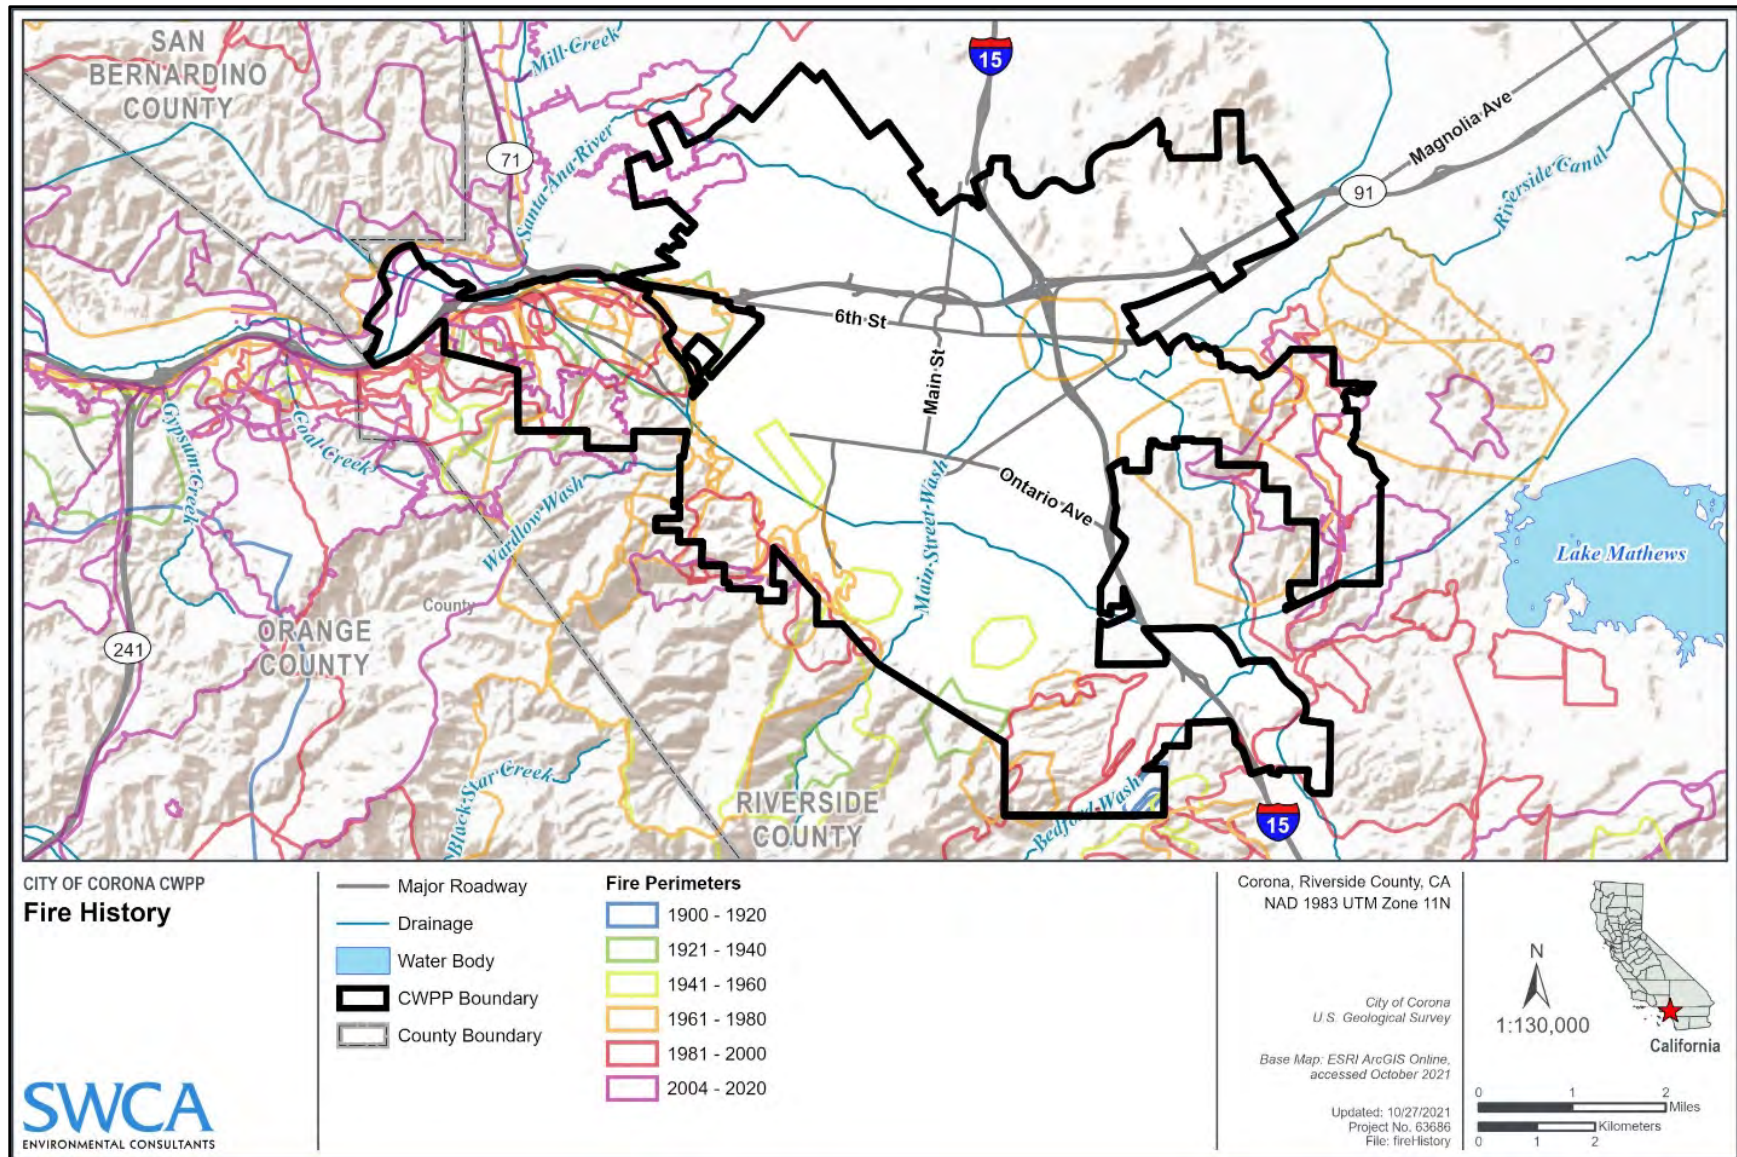 SAN
BERNARDINO
COUNTY
Mill Creek
15
71
Santa Ana River
Magnolia Ave
91
Riverside Canal
6th St
Main St
Gypsum Creek
Coal Creek
Wardlow Wash
Main Street Wash
Ontario Ave
Lake Mathews
County
ORANGE
COUNTY
241
Black Star Creek
RIVERSIDE
COUNTY
Bedford Wash
15
CITY OF CORONA CWPP
Fire History
Major Roadway
Drainage
Water Body
CWPP Boundary
County Boundary
Fire Perimeters
1900 - 1920
1921 - 1940
1941 - 1960
1961 - 1980
1981 - 2000
2004 - 2020
Corona, Riverside County, CA
NAD 1983 UTM Zone 11N
City of Corona
U.S. Geological Survey
Base Map: ESRI ArcGIS Online,
accessed October 2021
Updated: 10/27/2021
Project No. 63686
File: fireHistory
N
1:130,000
California
0 1 2
Miles
Kilometers
0 1 2
SWCA
ENVIRONMENTAL CONSULTANTS